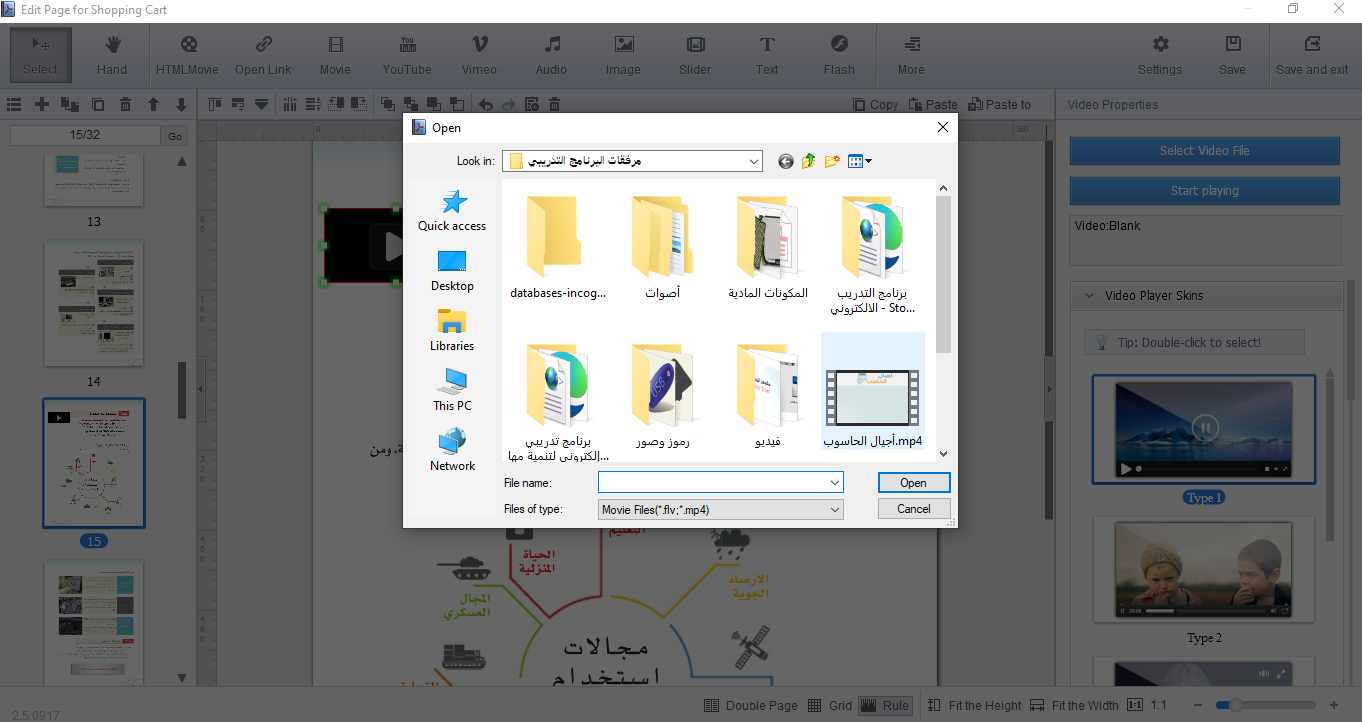 Edit Page for Shopping Cart
Select
Hand
HTMLMovie
Open Link
Movie
YouTube
Vimeo
Audio
Image
Slider
Text
Flash
More
Settings
Save
Save and exit
Copy
Paste
Paste to
Video Properties
15/32
Go
0
560
Open
Look in:
مرفقات البرنامج التدريبي
Quick access
Desktop
Libraries
This PC
Network
databases-incog...
أصوات
المكونات المادية
برنامج التدريب
الالكتروني - Sto...
برنامج تدريبي
إلكتروني لتنمية مها...
رموز وصور
فيديو
أجيال الحاسوب.mp4
File name:
Open
Files of type:
Movie Files(*.flv;*.mp4)
Cancel
13
14
15
Select Video File
Start playing
Video:Blank
Video Player Skins
Tip: Double-click to select!
Type 1
Type 2
ة، ومن
التعليم
الحياة
المنزلية
الارصاد
الجوية
المجال
العسكري
مجالات
استخدام
USB
2.5.0917
Double Page
Grid
Rule
Fit the Height
Fit the Width
1:1
1:1